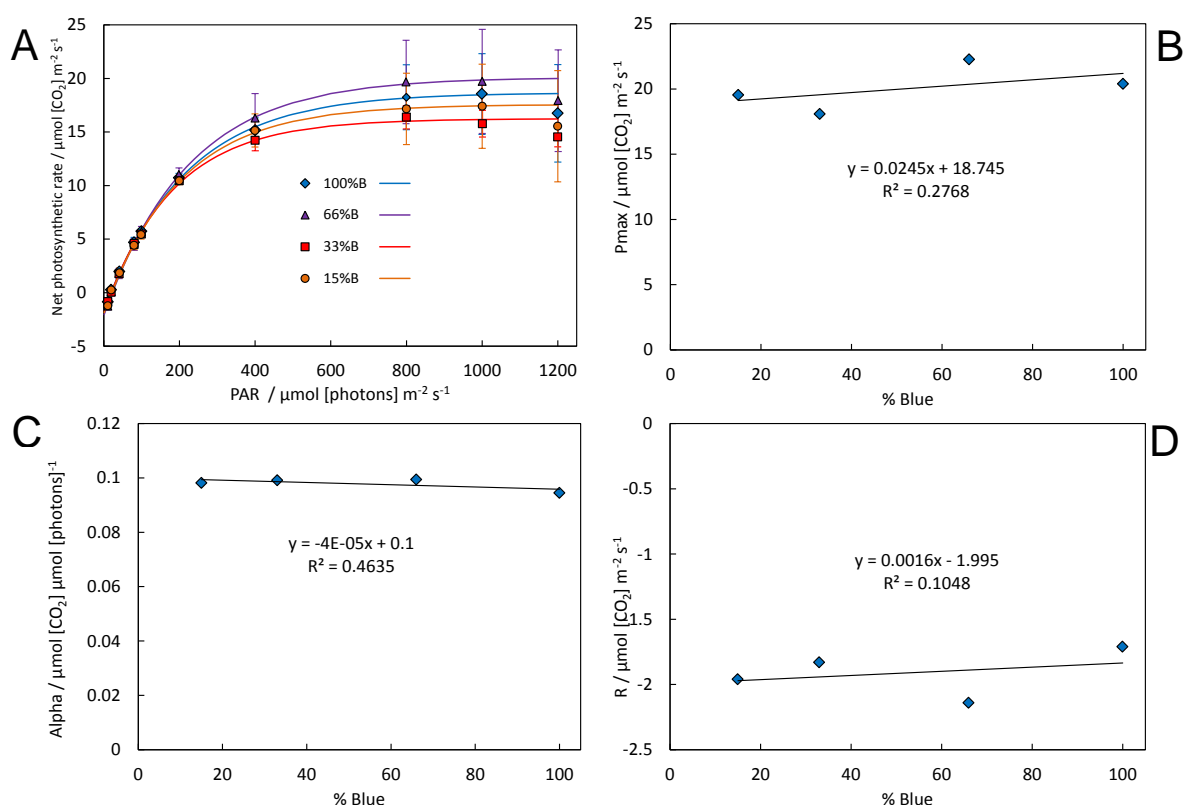 A
Net photosynthetic rate / µmol [CO₂] m⁻² s⁻¹
25
20
15
10
5
0
-5
100%B
66%B
33%B
15%B
0 200 400 600 800 1000 1200
PAR / µmol [photons] m⁻² s⁻¹
B
Pmax / µmol [CO₂] m⁻² s⁻¹
25
20
15
10
5
0
y = 0.0245x + 18.745
R² = 0.2768
0 20 40 60 80 100
% Blue
C
Alpha / µmol [CO₂] µmol [photons]⁻¹
0.12
0.1
0.08
0.06
0.04
0.02
0
y = -4E-05x + 0.1
R² = 0.4635
0 20 40 60 80 100
% Blue
D
R / µmol [CO₂] m⁻² s⁻¹
0
-0.5
-1
-1.5
-2
-2.5
y = 0.0016x - 1.995
R² = 0.1048
0 20 40 60 80 100
% Blue